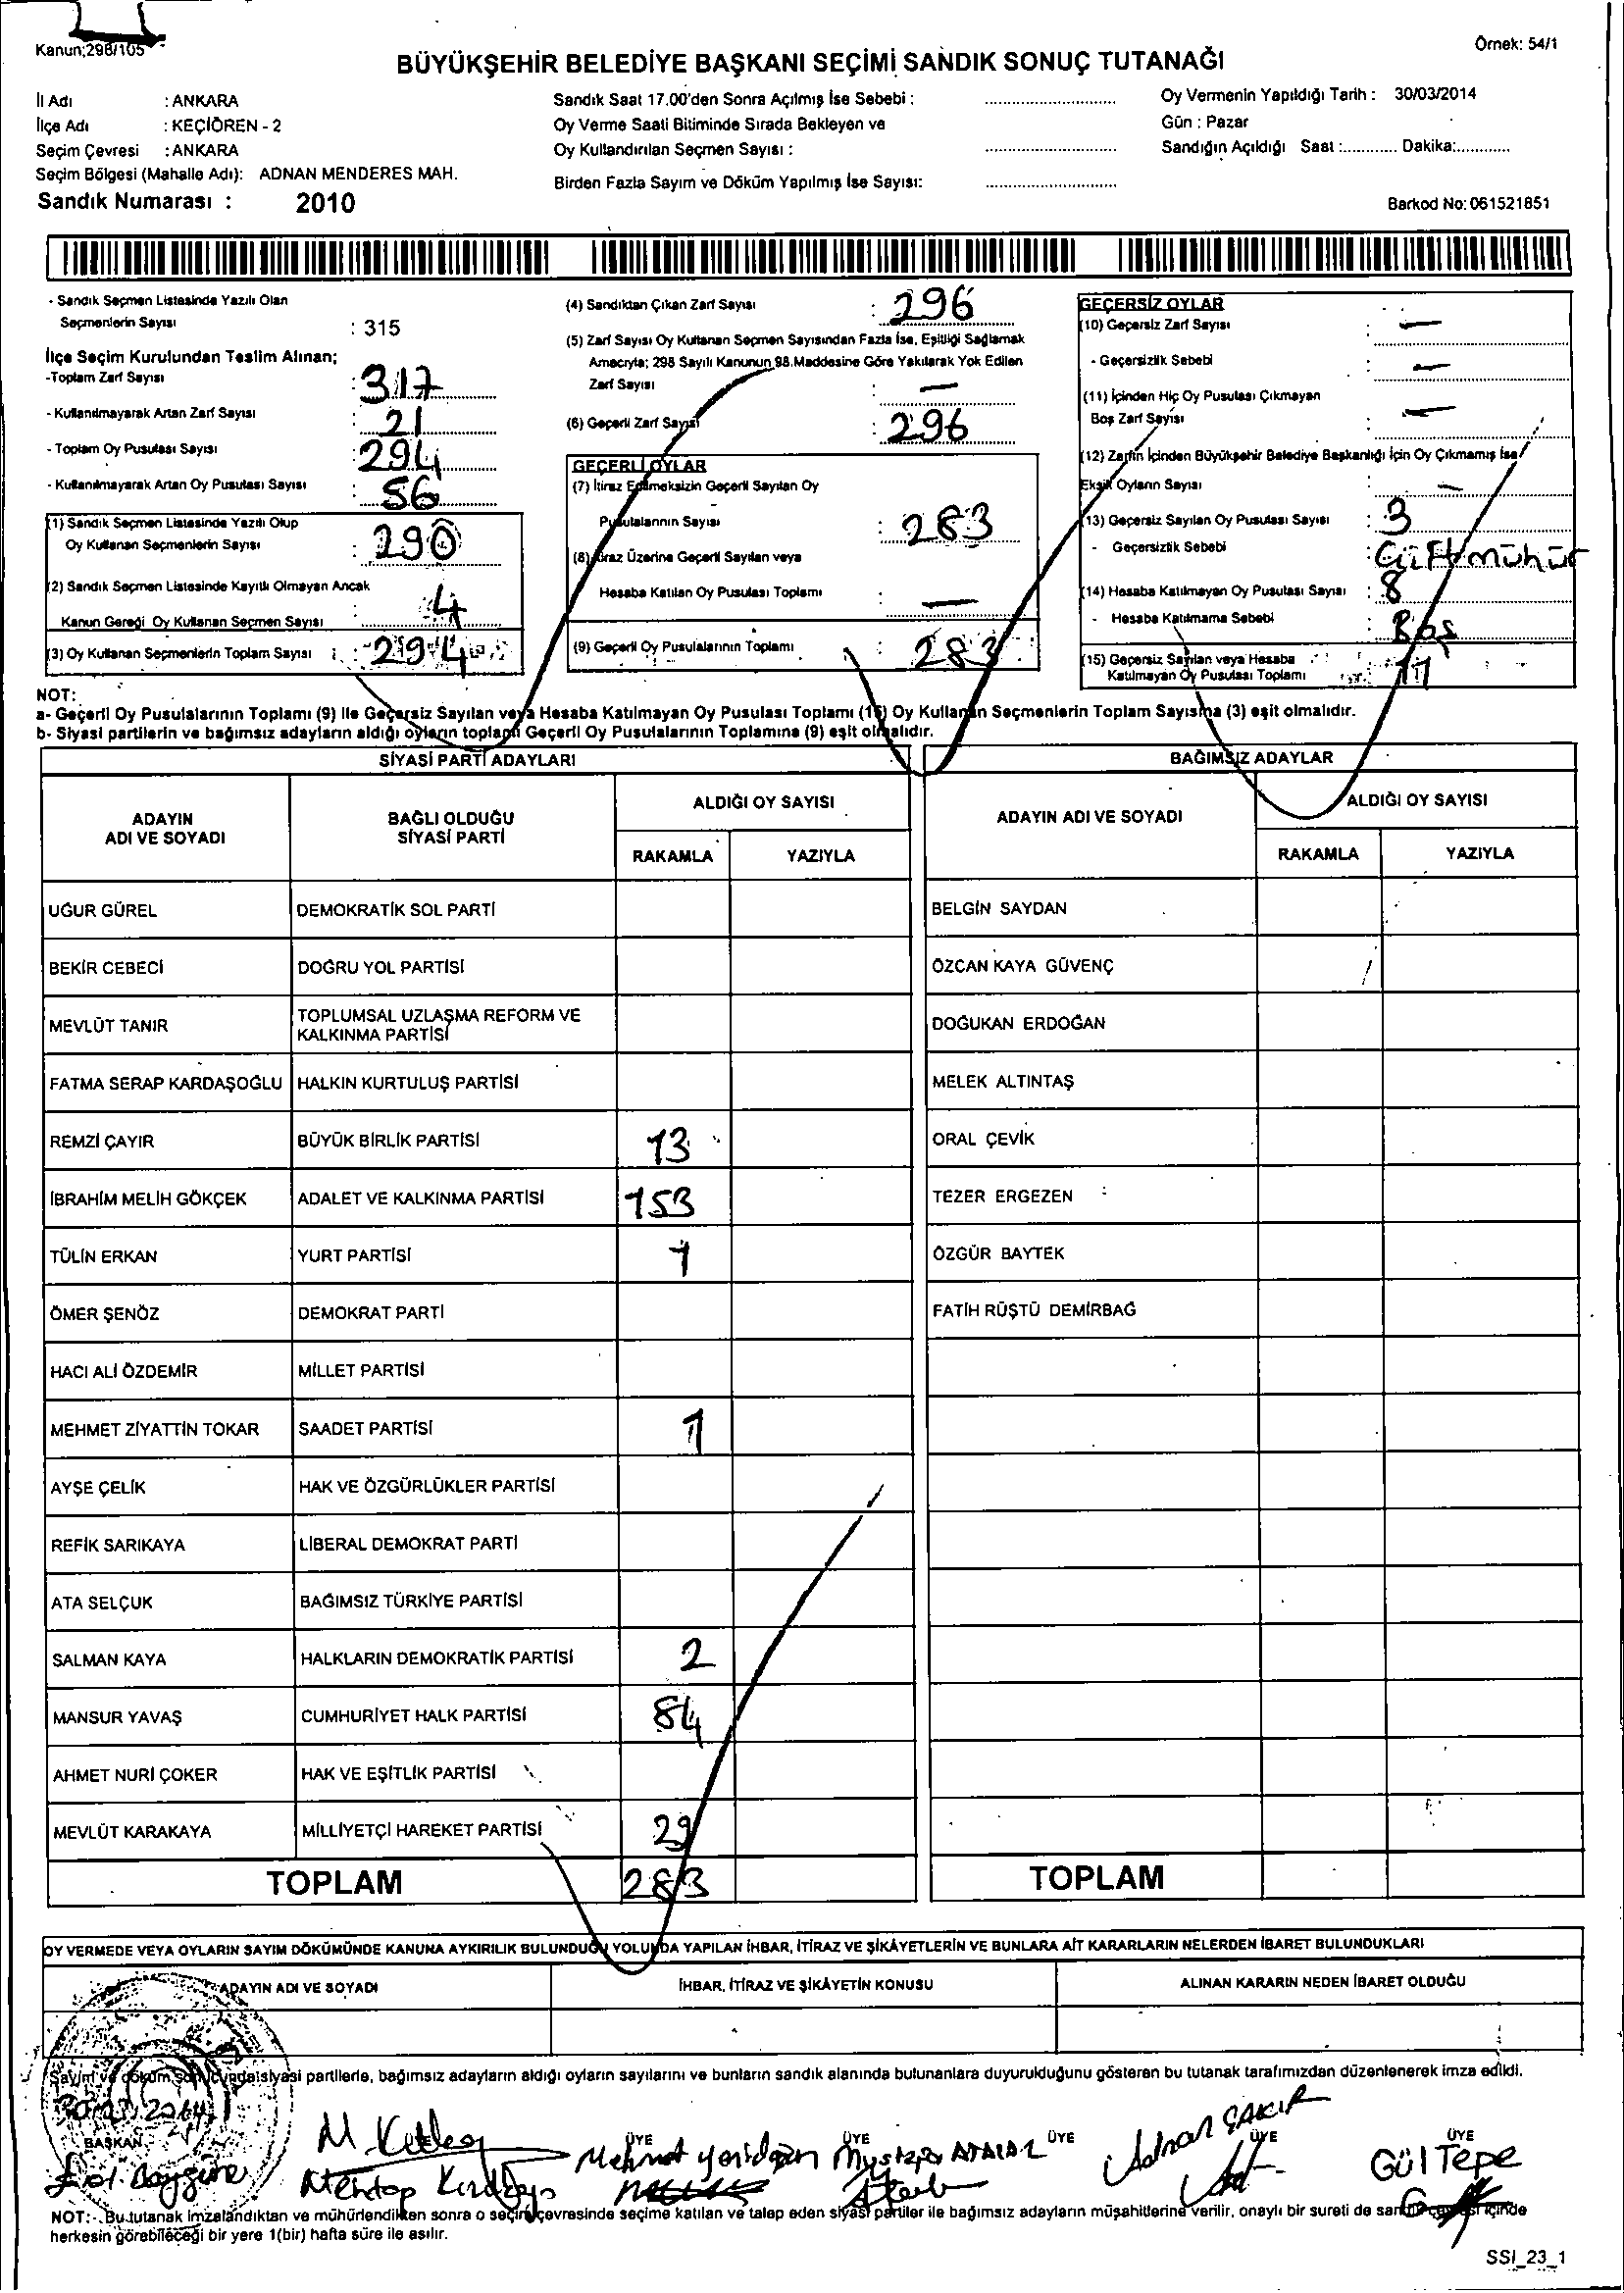 Kanun;298/105
Örnek: 54/1
BÜYÜKŞEHİR BELEDİYE BAŞKANI SEÇİMİ SANDIK SONUÇ TUTANAĞI
İl Adı : ANKARA
İlçe Adı : KEÇİÖREN - 2
Seçim Çevresi : ANKARA
Seçim Bölgesi (Mahalle Adı): ADNAN MENDERES MAH.
Sandık Numarası : 2010
Sandık Saat 17.00'den Sonra Açılmış İse Sebebi :
Oy Verme Saati Bitiminde Sırada Bekleyen ve
Oy Kullandırılan Seçmen Sayısı :
Birden Fazla Sayım ve Döküm Yapılmış İse Sayısı:
Oy Vermenin Yapıldığı Tarih : 30/03/2014
Gün : Pazar
Sandığın Açıldığı Saat :............ Dakika:............
Barkod No: 061521851
- Sandık Seçmen Listesinde Yazılı Olan
Seçmenlerin Sayısı : 315
İlçe Seçim Kurulundan Teslim Alınan;
-Toplam Zarf Sayısı : 317
- Kullanılmayarak Artan Zarf Sayısı : 21
- Toplam Oy Pusulası Sayısı : 294
- Kullanılmayarak Artan Oy Pusulası Sayısı : 56
(1) Sandık Seçmen Listesinde Yazılı Olup
Oy Kullanan Seçmenlerin Sayısı : 290
(2) Sandık Seçmen Listesinde Kayıtlı Olmayan Ancak
Kanun Gereği Oy Kullanan Seçmen Sayısı : 4
(3) Oy Kullanan Seçmenlerin Toplam Sayısı : 294
(4) Sandıktan Çıkan Zarf Sayısı : 296
(5) Zarf Sayısı Oy Kullanan Seçmen Sayısından Fazla İse, Eşitliği Sağlamak
Amacıyla; 298 Sayılı Kanunun 98.Maddesine Göre Yakılarak Yok Edilen
Zarf Sayısı : —
(6) Geçerli Zarf Sayısı : 296
GEÇERLİ OYLAR
(7) İtiraz Edilmeksizin Geçerli Sayılan Oy
Pusulalarının Sayısı : 283
(8) İtiraz Üzerine Geçerli Sayılan veya
Hesaba Katılan Oy Pusulası Toplamı : —
(9) Geçerli Oy Pusulalarının Toplamı : 283
GEÇERSİZ OYLAR
(10) Geçersiz Zarf Sayısı : —
- Geçersizlik Sebebi : —
(11) İçinden Hiç Oy Pusulası Çıkmayan
Boş Zarf Sayısı : —
(12) Zarfın İçinden Büyükşehir Belediye Başkanlığı İçin Oy Çıkmamış İse
Eksik Oyların Sayısı : —
(13) Geçersiz Sayılan Oy Pusulası Sayısı : 3
- Geçersizlik Sebebi : Çift mühür
(14) Hesaba Katılmayan Oy Pusulası Sayısı : 8
- Hesaba Katılmama Sebebi : Boş
(15) Geçersiz Sayılan veya Hesaba
Katılmayan Oy Pusulası Toplamı : 11
NOT:
a- Geçerli Oy Pusulalarının Toplamı (9) ile Geçersiz Sayılan veya Hesaba Katılmayan Oy Pusulası Toplamı (15) Oy Kullanan Seçmenlerin Toplam Sayısına (3) eşit olmalıdır.
b- Siyasi partilerin ve bağımsız adayların aldığı oyların toplamı Geçerli Oy Pusulalarının Toplamına (9) eşit olmalıdır.
SİYASİ PARTİ ADAYLARI
ADAYIN ADI VE SOYADI
BAĞLI OLDUĞU SİYASİ PARTİ
ALDIĞI OY SAYISI
RAKAMLA YAZIYLA
UĞUR GÜREL DEMOKRATİK SOL PARTİ
BEKİR CEBECİ DOĞRU YOL PARTİSİ
MEVLÜT TANIR TOPLUMSAL UZLAŞMA REFORM VE
KALKINMA PARTİSİ
FATMA SERAP KARDAŞOĞLU HALKIN KURTULUŞ PARTİSİ
REMZİ ÇAYIR BÜYÜK BİRLİK PARTİSİ 13
İBRAHİM MELİH GÖKÇEK ADALET VE KALKINMA PARTİSİ 153
TÜLİN ERKAN YURT PARTİSİ 1
ÖMER ŞENÖZ DEMOKRAT PARTİ
HACI ALİ ÖZDEMİR MİLLET PARTİSİ
MEHMET ZİYATTİN TOKAR SAADET PARTİSİ 1
AYŞE ÇELİK HAK VE ÖZGÜRLÜKLER PARTİSİ
REFİK SARIKAYA LİBERAL DEMOKRAT PARTİ
ATA SELÇUK BAĞIMSIZ TÜRKİYE PARTİSİ
SALMAN KAYA HALKLARIN DEMOKRATİK PARTİSİ 2
MANSUR YAVAŞ CUMHURİYET HALK PARTİSİ 84
AHMET NURİ ÇOKER HAK VE EŞİTLİK PARTİSİ
MEVLÜT KARAKAYA MİLLİYETÇİ HAREKET PARTİSİ 29
TOPLAM 283
BAĞIMSIZ ADAYLAR
ADAYIN ADI VE SOYADI
ALDIĞI OY SAYISI
RAKAMLA YAZIYLA
BELGİN SAYDAN
ÖZCAN KAYA GÜVENÇ
DOĞUKAN ERDOĞAN
MELEK ALTINTAŞ
ORAL ÇEVİK
TEZER ERGEZEN
ÖZGÜR BAYTEK
FATİH RÜŞTÜ DEMİRBAĞ
TOPLAM
OY VERMEDE VEYA OYLARIN SAYIM DÖKÜMÜNDE KANUNA AYKIRILIK BULUNDUĞU YOLUNDA YAPILAN İHBAR, İTİRAZ VE ŞİKÂYETLERİN VE BUNLARA AİT KARARLARIN NELERDEN İBARET BULUNDUKLARI
ADAYIN ADI VE SOYADI
İHBAR, İTİRAZ VE ŞİKÂYETİN KONUSU
ALINAN KARARIN NEDEN İBARET OLDUĞU
Sayım ve döküm sonucunda siyasi partilerle, bağımsız adayların aldığı oyların sayılarını ve bunların sandık alanında bulunanlara duyurulduğunu gösteren bu tutanak tarafımızdan düzenlenerek imza edildi.
BAŞKAN ÜYE ÜYE ÜYE ÜYE ÜYE
Mehmet Mustafa Adnan ÇAKIR
Gül Tepe
NOT:- Bu tutanak imzalandıktan ve mühürlendikten sonra o seçim çevresinde seçime katılan ve talep eden siyasi partiler ile bağımsız adayların müşahitlerine verilir, onaylı bir sureti de sandık çevresi içinde
herkesin görebileceği bir yere 1(bir) hafta süre ile asılır.
SSI_23_1